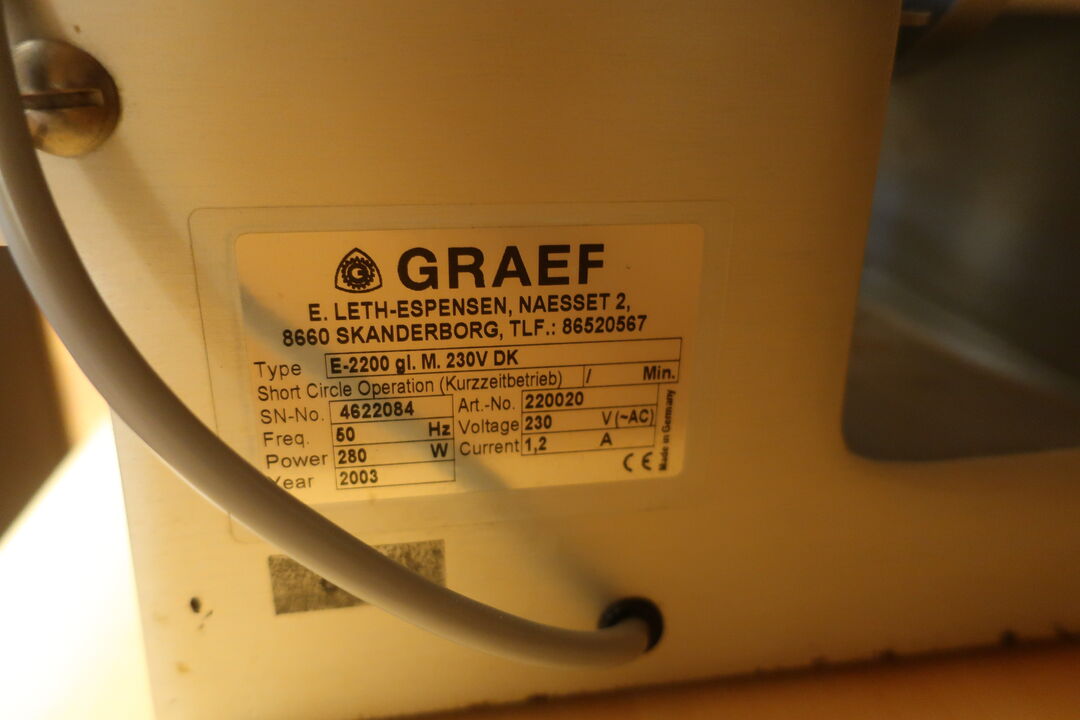 GRAEF
E. LETH-ESPENSEN, NAESSET 2,
8660 SKANDERBORG, TLF.: 86520567
Type E-2200 gl. M. 230V DK
Short Circle Operation (Kurzzeitbetrieb) / Min.
SN-No. 4622084 Art.-No. 220020
Freq. 50 Hz Voltage 230 V(~AC)
Power 280 W Current 1,2 A
Year 2003 CE
Made in Germany